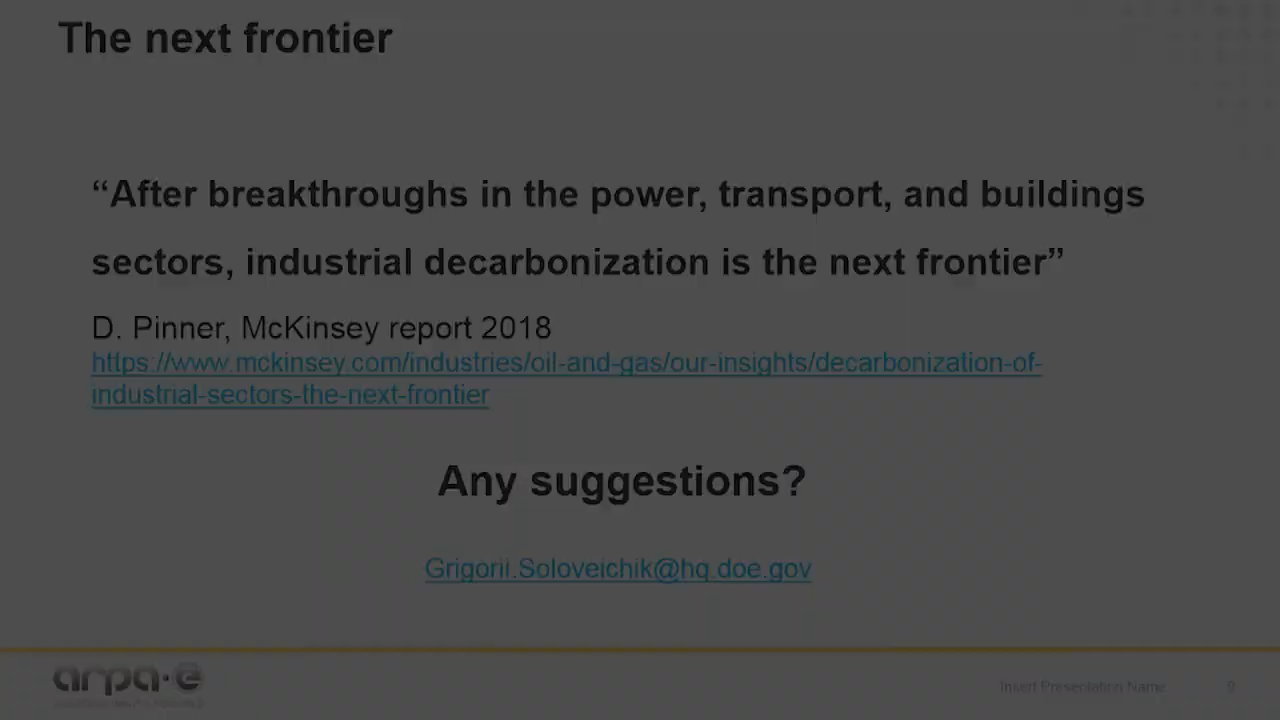 The next frontier
“After breakthroughs in the power, transport, and buildings
sectors, industrial decarbonization is the next frontier”
D. Pinner, McKinsey report 2018
https://www.mckinsey.com/industries/oil-and-gas/our-insights/decarbonization-of-
industrial-sectors-the-next-frontier
Any suggestions?
Grigorii.Soloveichik@hq.doe.gov
arpa·e
Insert Presentation Name 9